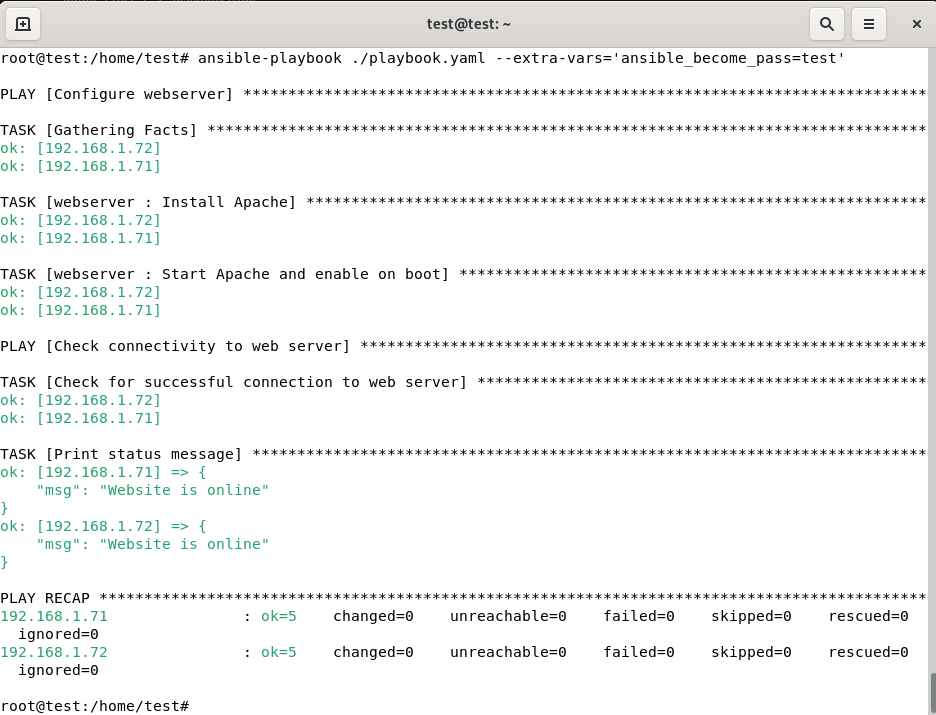 test@test: ~
root@test:/home/test# ansible-playbook ./playbook.yaml --extra-vars='ansible_become_pass=test'
PLAY [Configure webserver] ****************************************************************************
TASK [Gathering Facts] ********************************************************************************
ok: [192.168.1.72]
ok: [192.168.1.71]
TASK [webserver : Install Apache] *********************************************************************
ok: [192.168.1.72]
ok: [192.168.1.71]
TASK [webserver : Start Apache and enable on boot] ****************************************************
ok: [192.168.1.72]
ok: [192.168.1.71]
PLAY [Check connectivity to web server] ***************************************************************
TASK [Check for successful connection to web server] **************************************************
ok: [192.168.1.72]
ok: [192.168.1.71]
TASK [Print status message] ***************************************************************************
ok: [192.168.1.71] => {
    "msg": "Website is online"
}
ok: [192.168.1.72] => {
    "msg": "Website is online"
}
PLAY RECAP ********************************************************************************************
192.168.1.71               : ok=5    changed=0    unreachable=0    failed=0    skipped=0    rescued=0
  ignored=0
192.168.1.72               : ok=5    changed=0    unreachable=0    failed=0    skipped=0    rescued=0
  ignored=0
root@test:/home/test#